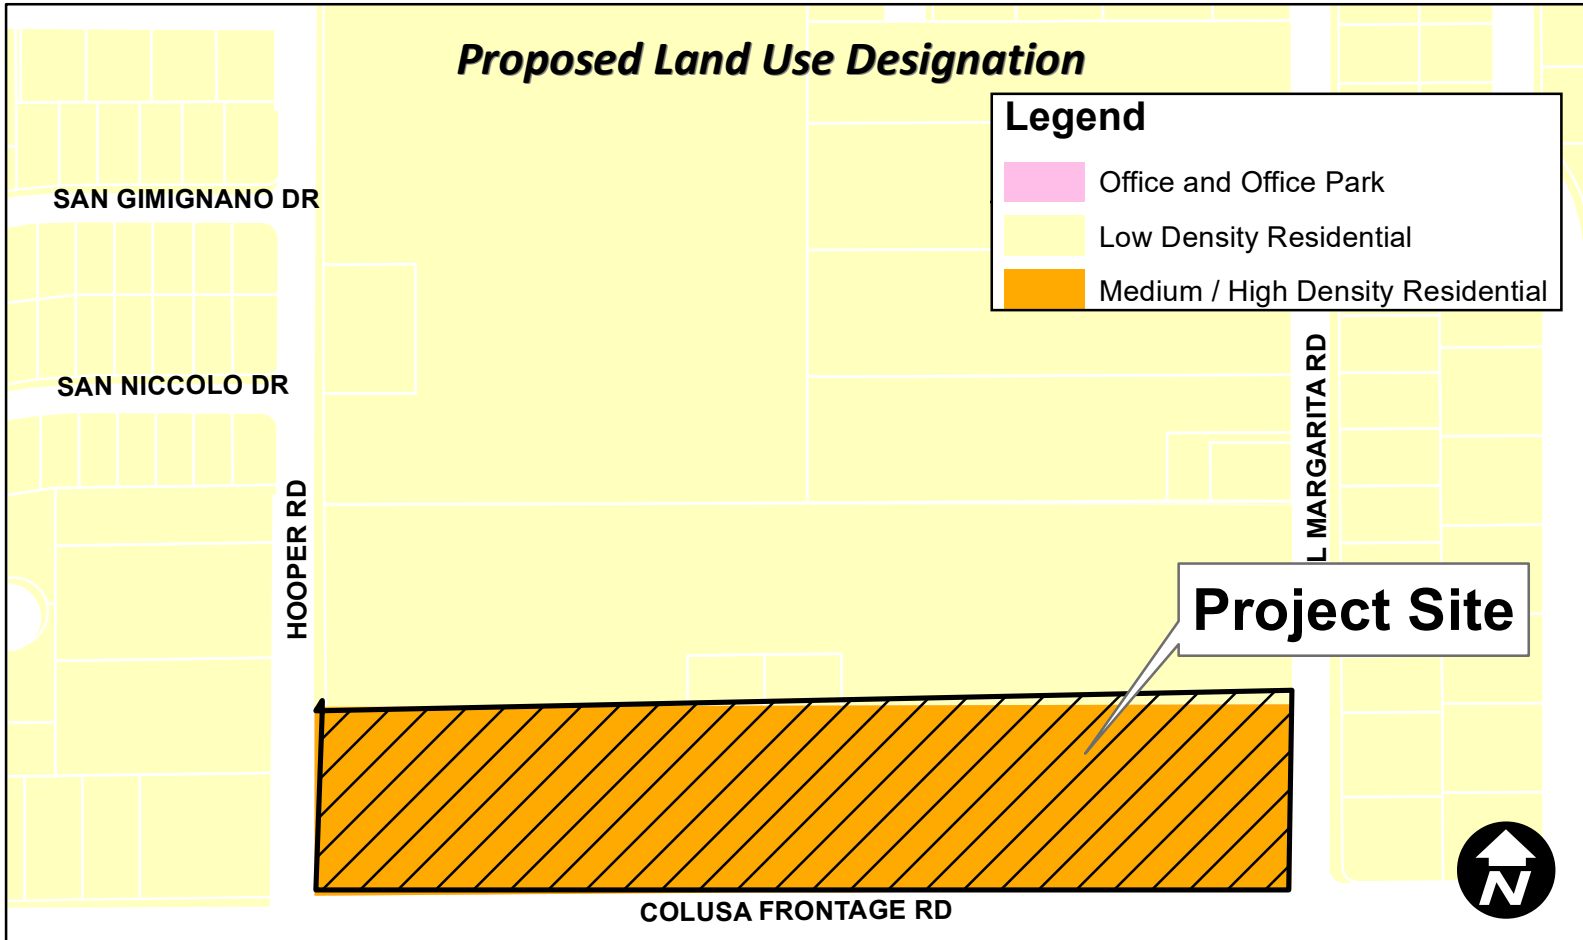 Proposed Land Use Designation
Legend
Office and Office Park
Low Density Residential
Medium / High Density Residential
SAN GIMIGNANO DR
SAN NICCOLO DR
HOOPER RD
L MARGARITA RD
Project Site
COLUSA FRONTAGE RD
N